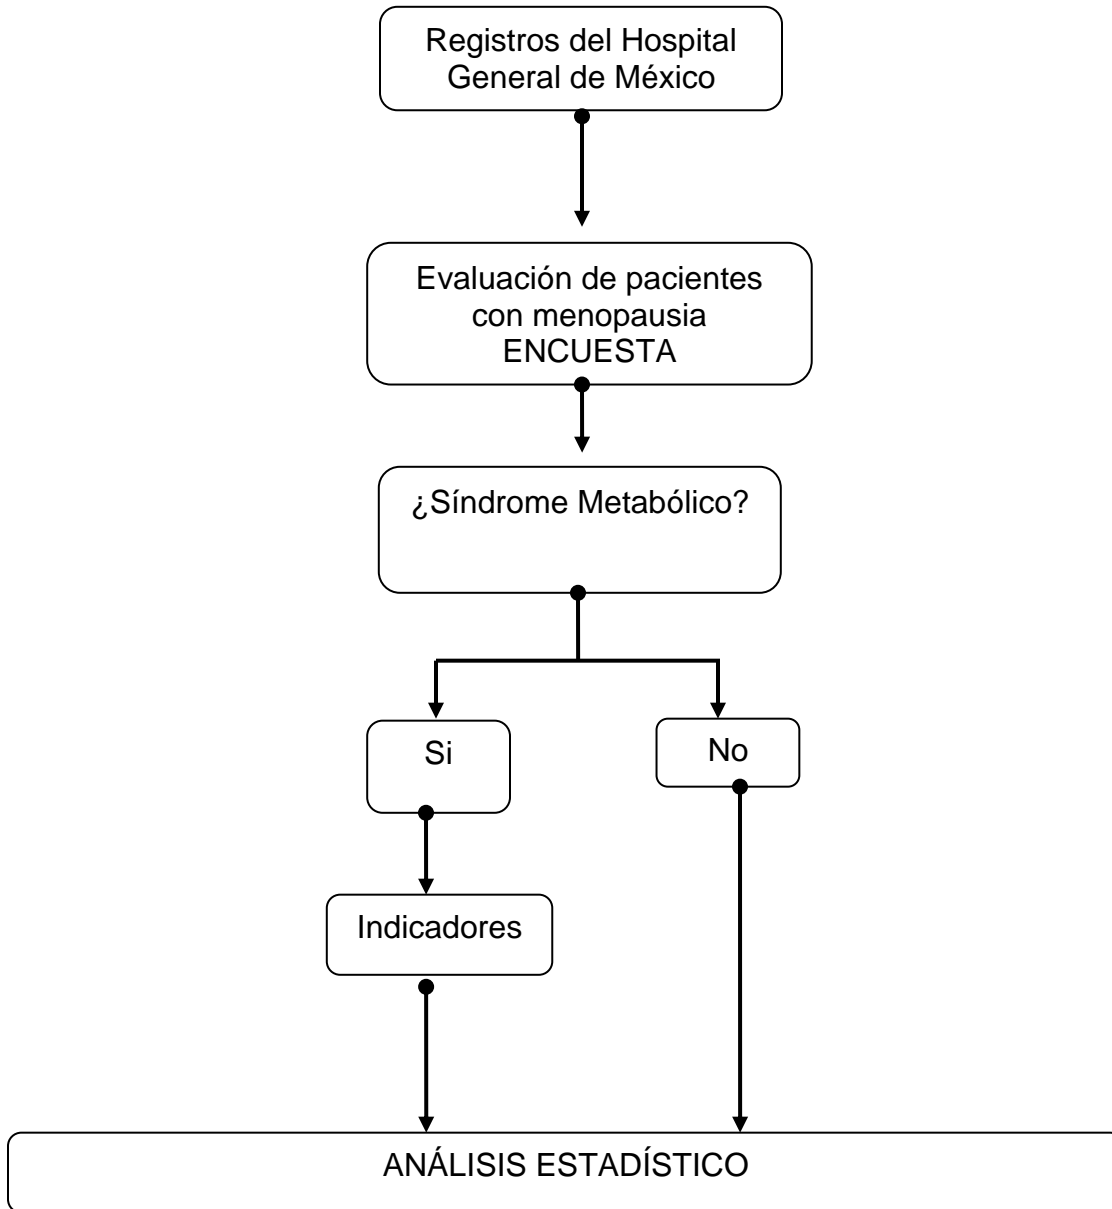 Registros del Hospital
General de México
Evaluación de pacientes
con menopausia
ENCUESTA
¿Síndrome Metabólico?
Si
No
Indicadores
ANÁLISIS ESTADÍSTICO